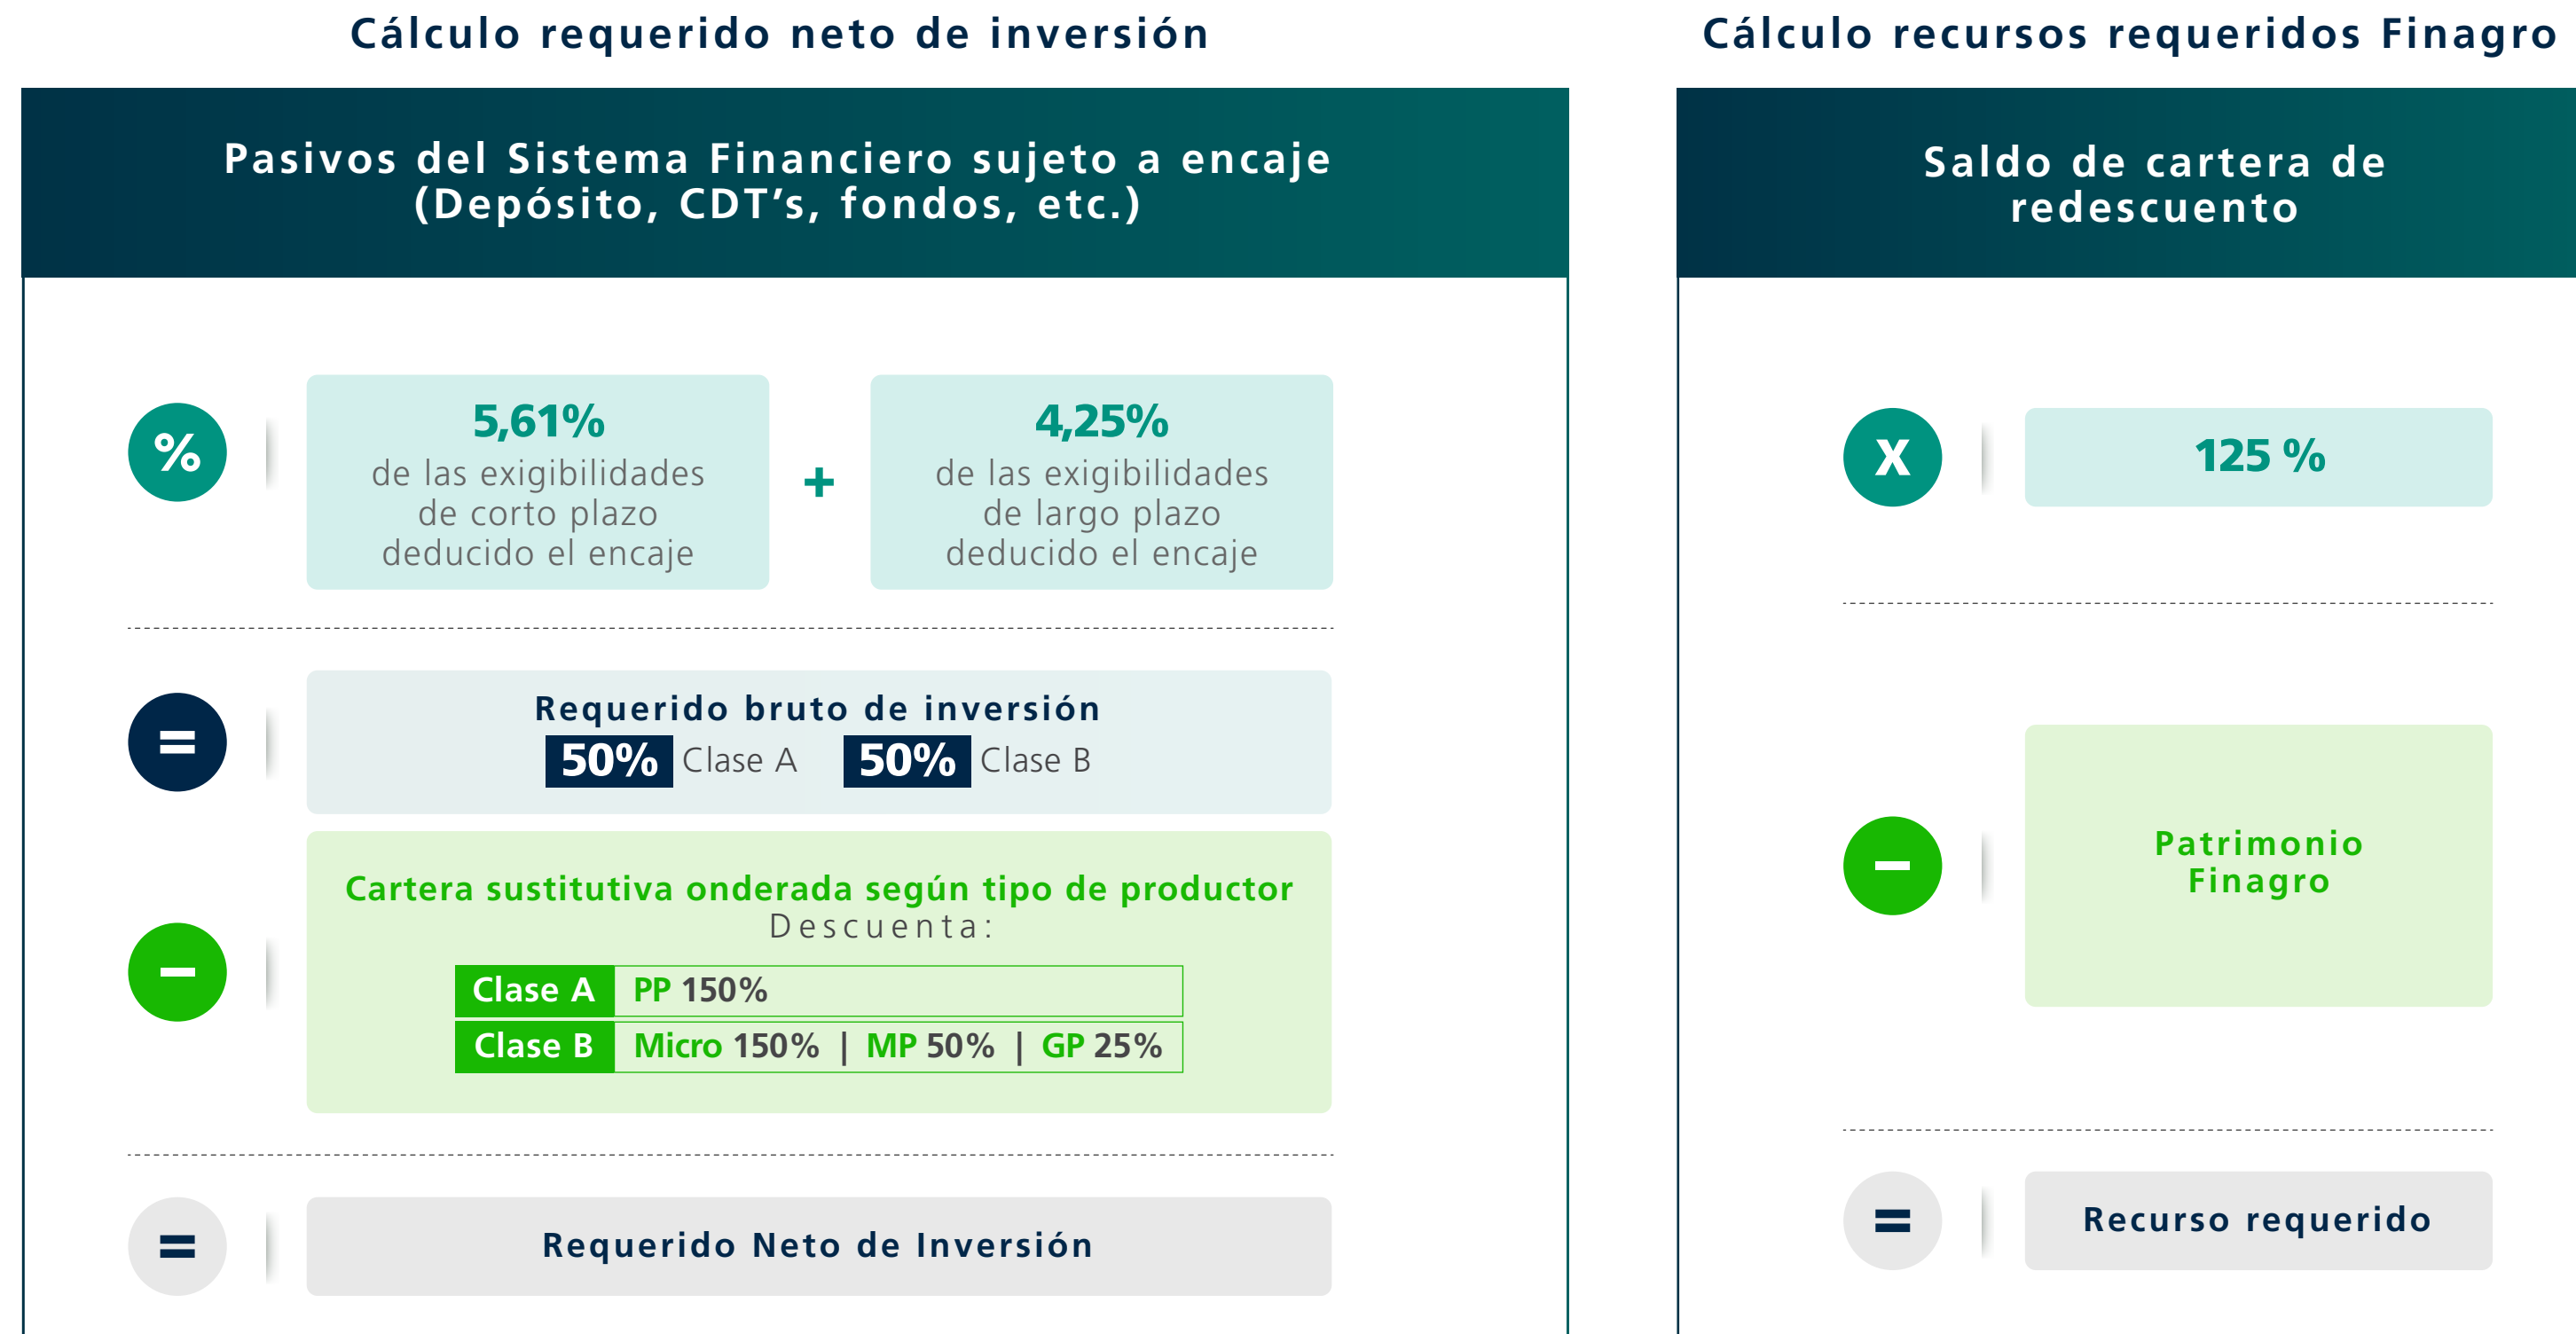 Cálculo requerido neto de inversión
Pasivos del Sistema Financiero sujeto a encaje
(Depósito, CDT’s, fondos, etc.)
%
5,61%
de las exigibilidades
de corto plazo
deducido el encaje
+
4,25%
de las exigibilidades
de largo plazo
deducido el encaje
=
Requerido bruto de inversión
50% Clase A 50% Clase B
–
Cartera sustitutiva onderada según tipo de productor
Descuenta:
Clase A PP 150%
Clase B Micro 150% | MP 50% | GP 25%
=
Requerido Neto de Inversión
Cálculo recursos requeridos Finagro
Saldo de cartera de
redescuento
X
125 %
–
Patrimonio
Finagro
=
Recurso requerido